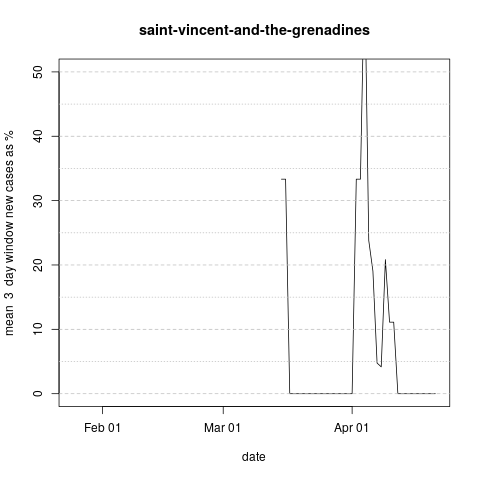 saint-vincent-and-the-grenadines
mean 3 day window new cases as %
50
40
30
20
10
0
Feb 01
Mar 01
Apr 01
date